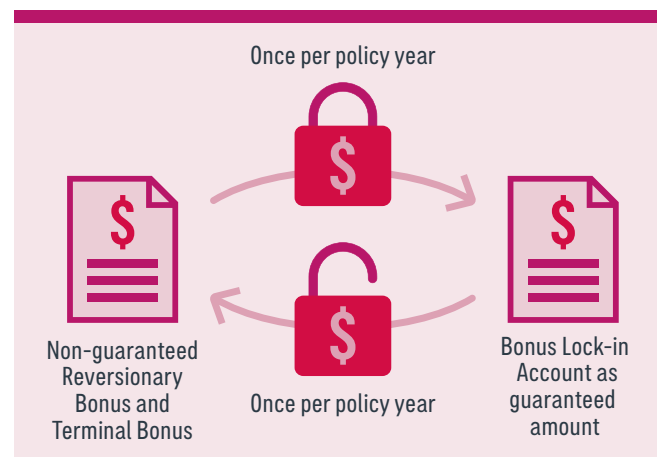 Once per policy year
$
$
$
$
Non-guaranteed
Reversionary
Bonus and
Terminal Bonus
Once per policy year
Bonus Lock-in
Account as
guaranteed
amount